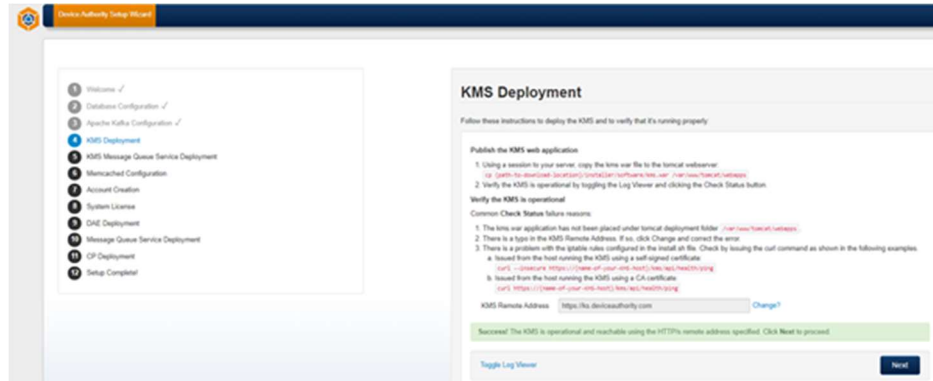 Device Authority Setup Wizard
1 Welcome ✓
2 Database Configuration ✓
3 Apache Kafka Configuration ✓
4 KMS Deployment
5 KMS Message Queue Service Deployment
6 Memcached Configuration
7 Account Creation
8 System License
9 DAE Deployment
10 Message Queue Service Deployment
11 CP Deployment
12 Setup Complete!
KMS Deployment
Follow these instructions to deploy the KMS and to verify that it's running properly:
Publish the KMS web application
1. Using a session to your server, copy the kms war file to the tomcat webserver:
cp {path-to-download-location}/installer/software/kms.war /var/www/tomcat/webapps
2. Verify the KMS is operational by toggling the Log Viewer and clicking the Check Status button.
Verify the KMS is operational
Common Check Status failure reasons:
1. The kms war application has not been placed under tomcat deployment folder /var/www/tomcat/webapps
2. There is a typo in the KMS Remote Address. If so, click Change and correct the error.
3. There is a problem with the iptable rules configured in the install sh file. Check by issuing the curl command as shown in the following examples.
a. Issued from the host running the KMS using a self-signed certificate:
curl --insecure https://{name-of-your-kms-host}/kms/api/health/ping
b. Issued from the host running the KMS using a CA certificate:
curl https://{name-of-your-kms-host}/kms/api/health/ping
KMS Remote Address https://ks.deviceauthority.com Change?
Success! The KMS is operational and reachable using the HTTPs remote address specified. Click Next to proceed.
Toggle Log Viewer Next